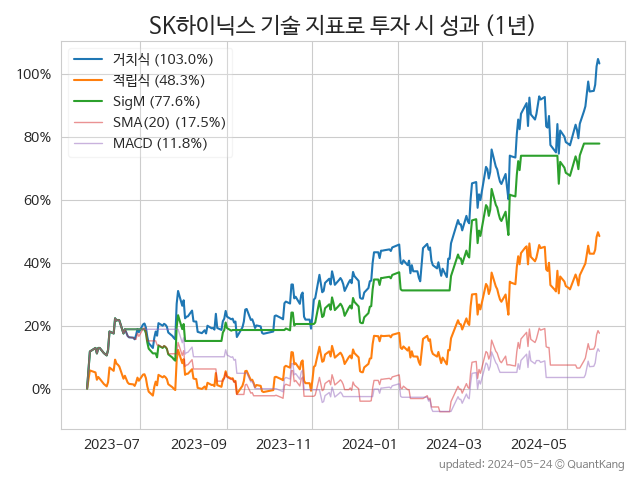 SK하이닉스 기술 지표로 투자 시 성과 (1년)
거치식 (103.0%)
적립식 (48.3%)
SigM (77.6%)
SMA(20) (17.5%)
MACD (11.8%)
100%
80%
60%
40%
20%
0%
2023-07
2023-09
2023-11
2024-01
2024-03
2024-05
updated: 2024-05-24 © QuantKang